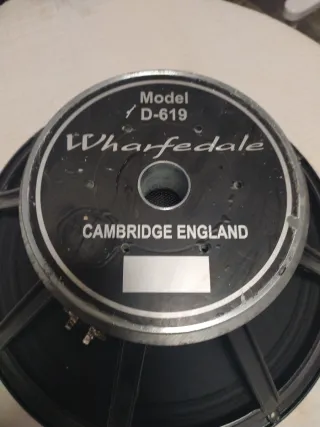 Model
D-619
Wharfedale
CAMBRIDGE ENGLAND